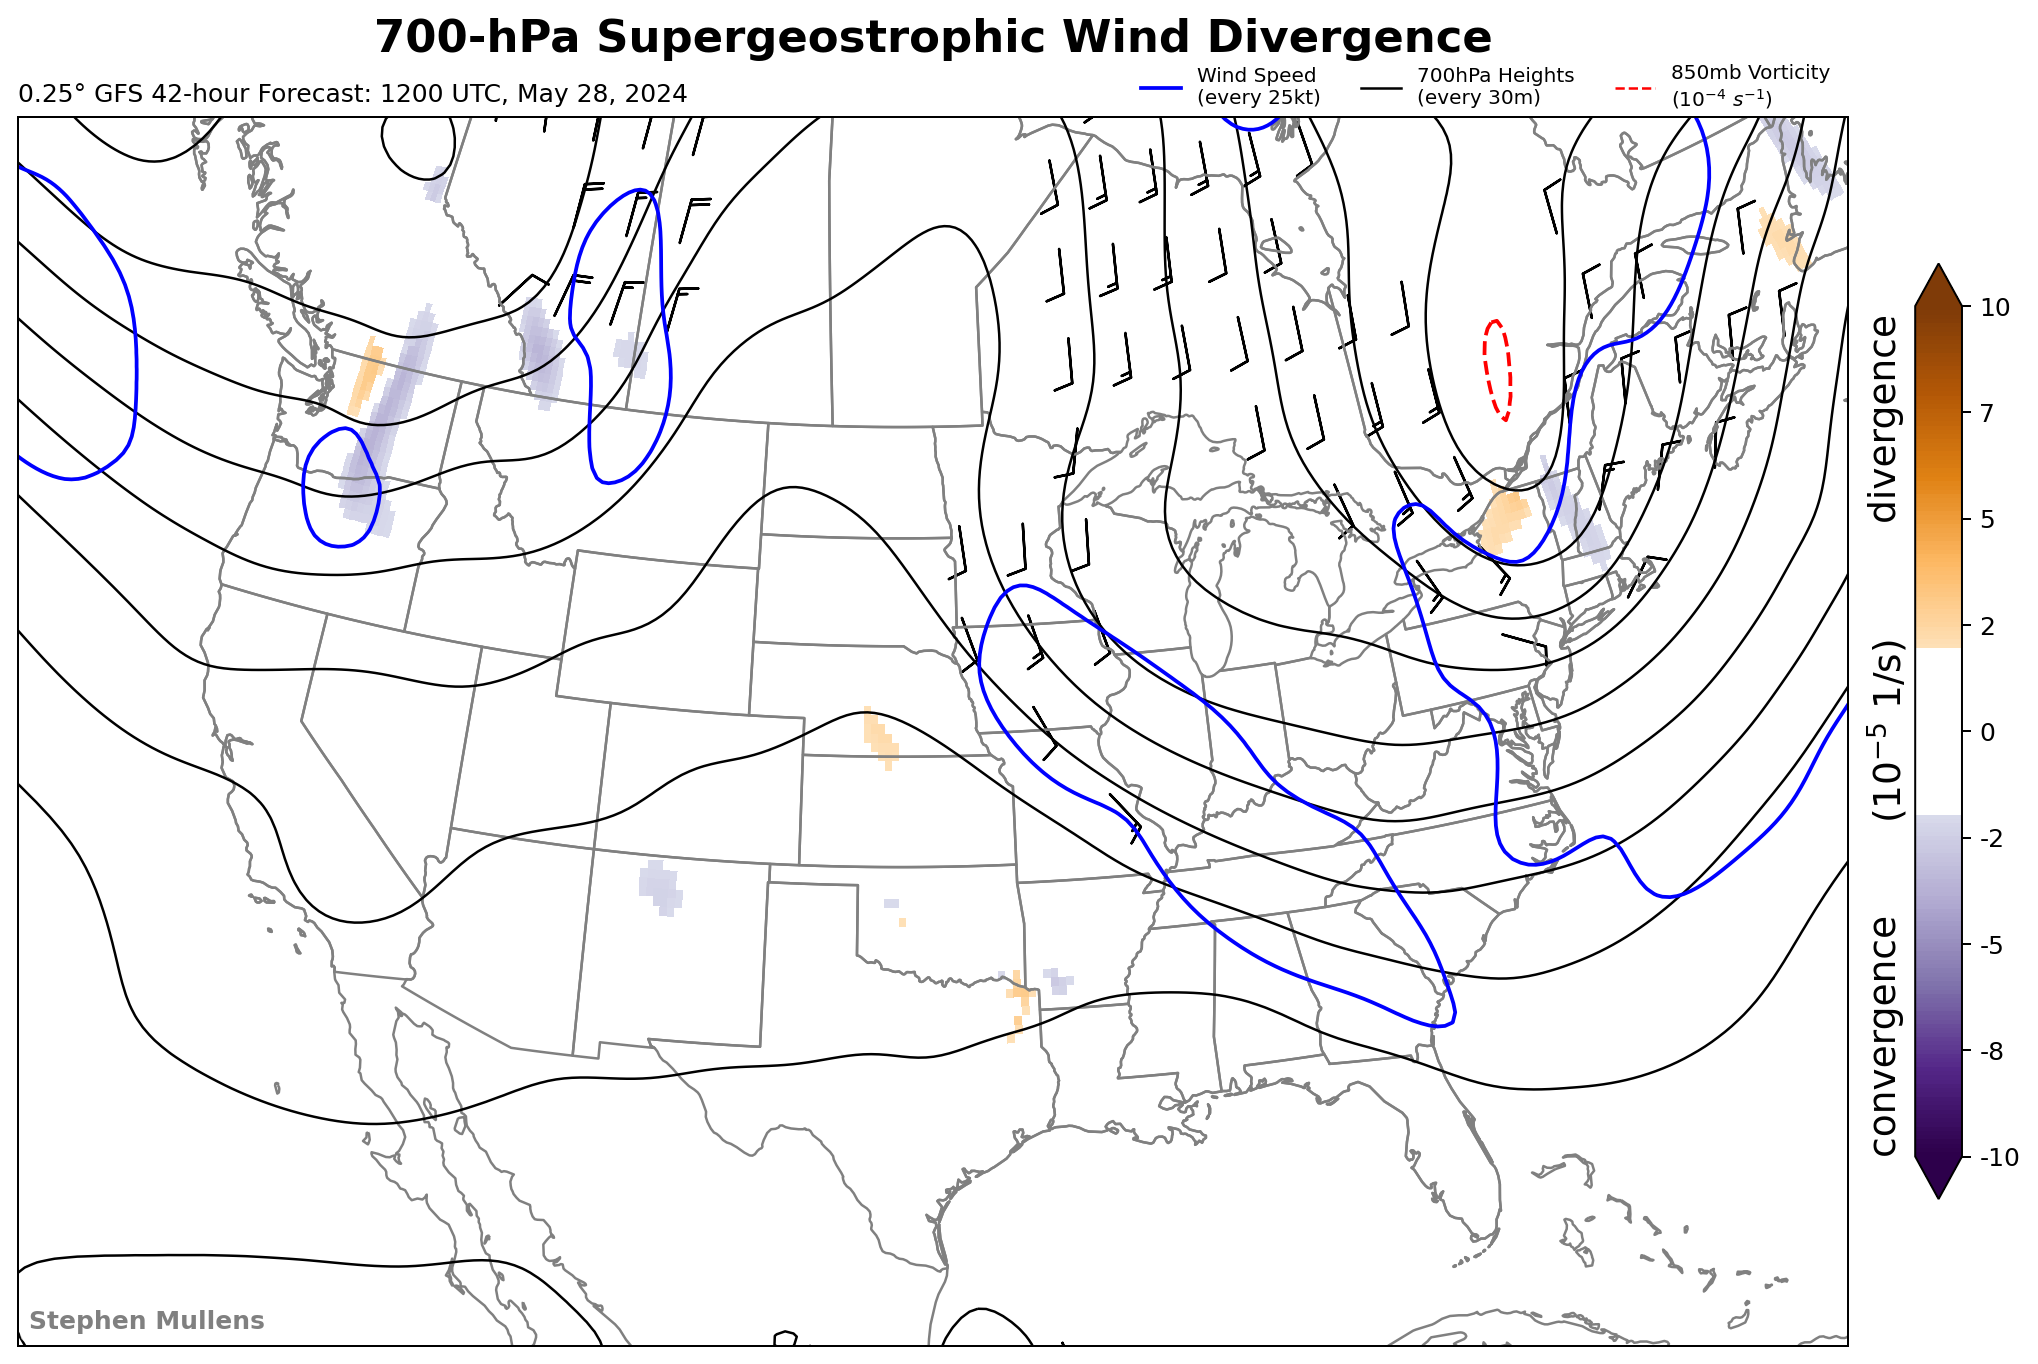 700-hPa Supergeostrophic Wind Divergence
0.25° GFS 42-hour Forecast: 1200 UTC, May 28, 2024
Wind Speed
(every 25kt)
700hPa Heights
(every 30m)
850mb Vorticity
(10⁻⁴ s⁻¹)
10
7
5
2
0
-2
-5
-8
-10
convergence (10⁻⁵ 1/s) divergence
Stephen Mullens